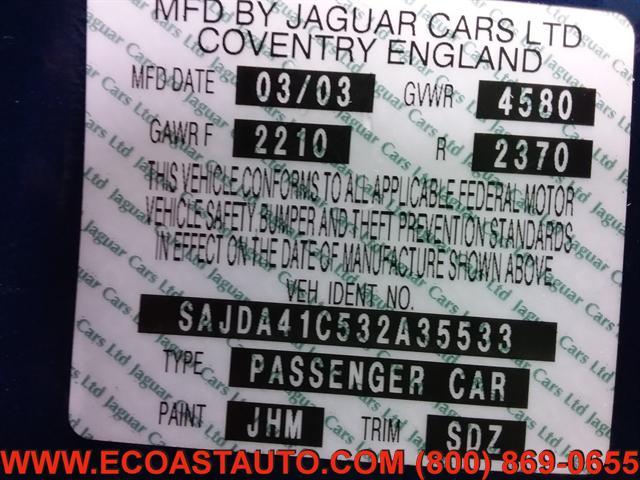 MFD BY JAGUAR CARS LTD
COVENTRY ENGLAND
MFD DATE 03/03 GVWR 4580
GAWR F 2210 R 2370
THIS VEHICLE CONFORMS TO ALL APPLICABLE FEDERAL MOTOR
VEHICLE SAFETY BUMPER AND THEFT PREVENTION STANDARDS
IN EFFECT ON THE DATE OF MANUFACTURE SHOWN ABOVE
VEH. IDENT. NO.
SAJDA41C532A35533
TYPE PASSENGER CAR
PAINT JHM TRIM SDZ
WWW.ECOASTAUTO.COM (800) 869-0655